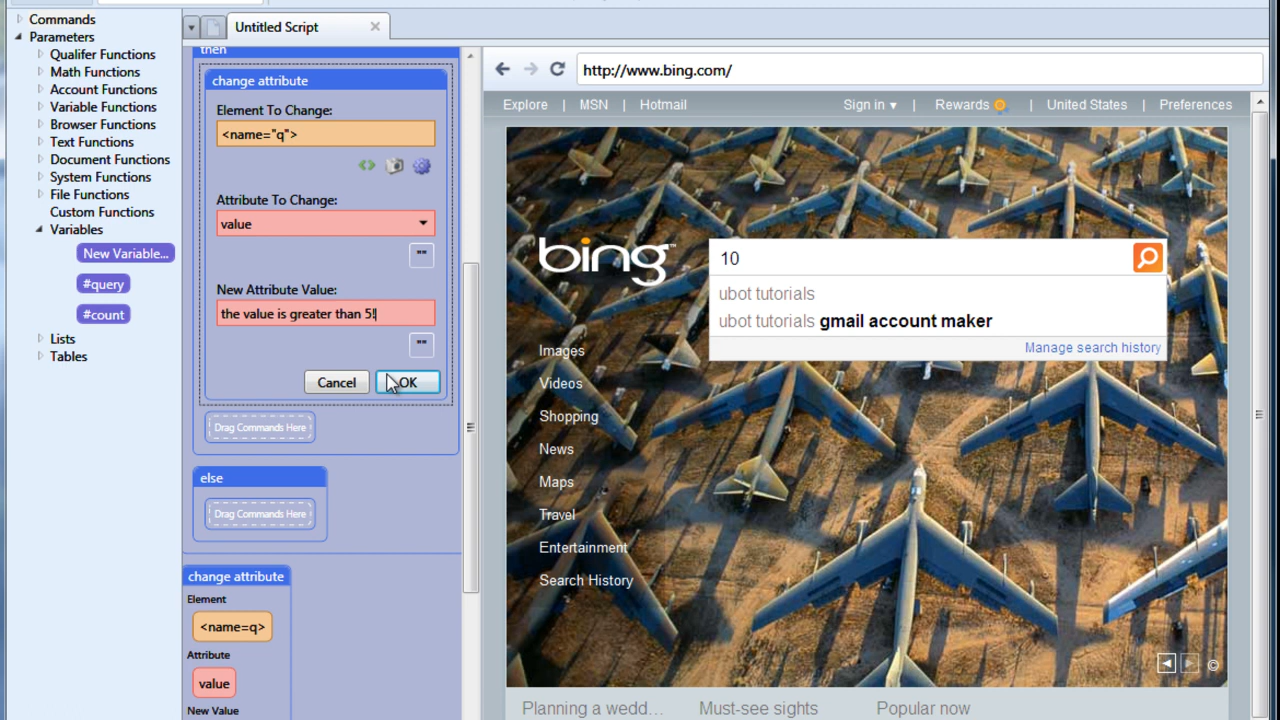 Commands
Parameters
Qualifer Functions
Math Functions
Account Functions
Variable Functions
Browser Functions
Text Functions
Document Functions
System Functions
File Functions
Custom Functions
Variables
New Variable...
#query
#count
Lists
Tables
Untitled Script
then
change attribute
Element To Change:
<name="q">
Attribute To Change:
value
""
New Attribute Value:
the value is greater than 5!
""
Cancel
OK
Drag Commands Here
else
Drag Commands Here
change attribute
Element
<name=q>
Attribute
value
New Value
http://www.bing.com/
Explore | MSN | Hotmail
Sign in | Rewards | United States | Preferences
bing™
10
ubot tutorials
ubot tutorials gmail account maker
Manage search history
Images
Videos
Shopping
News
Maps
Travel
Entertainment
Search History
©
Planning a wedd... Must-see sights Popular now